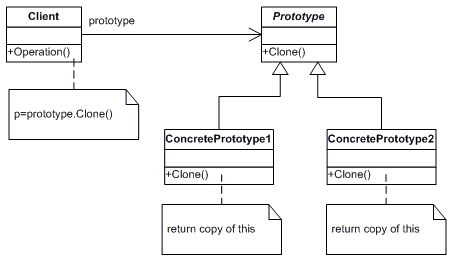 Client
prototype
Prototype
+Operation()
+Clone()
p=prototype.Clone()
ConcretePrototype1
ConcretePrototype2
+Clone()
+Clone()
return copy of this
return copy of this